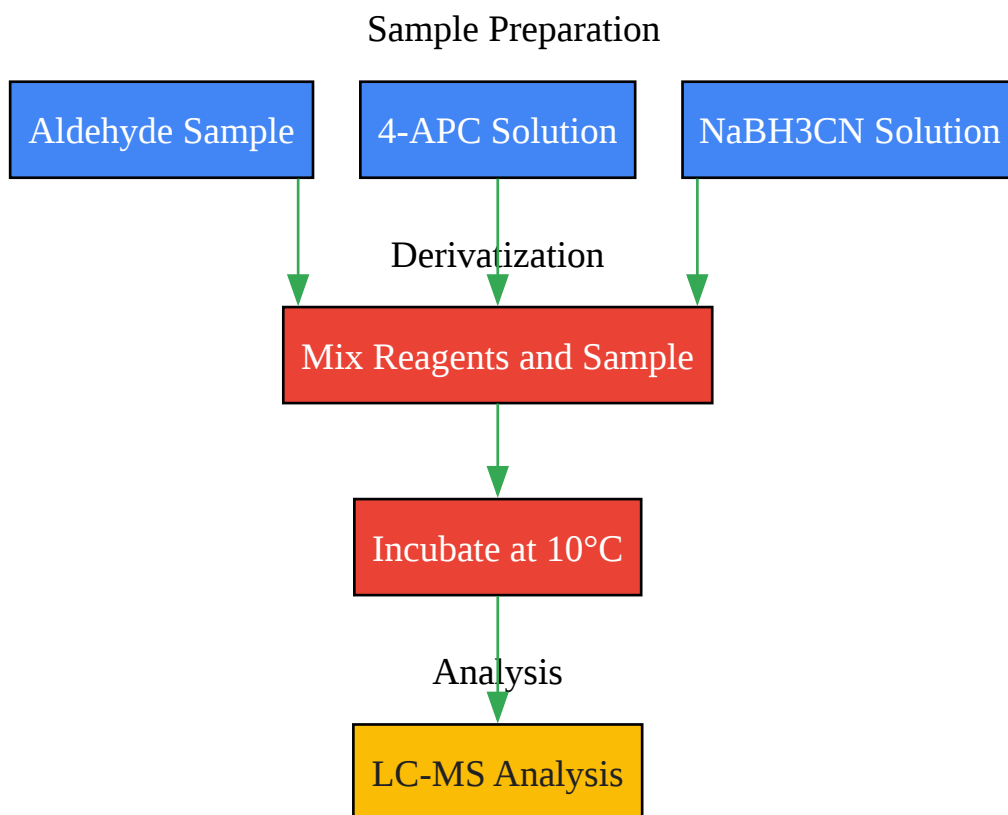 Sample Preparation
Aldehyde Sample
4-APC Solution
NaBH3CN Solution
Derivatization
Mix Reagents and Sample
Incubate at 10°C
Analysis
LC-MS Analysis